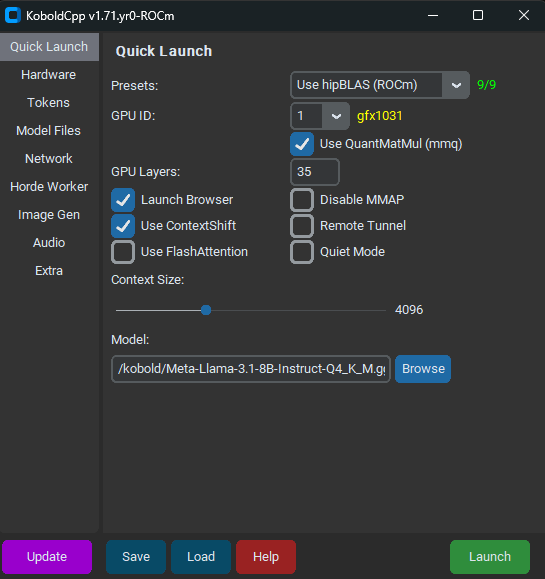 KoboldCpp v1.71.yr0-ROCm
Quick Launch
Hardware
Tokens
Model Files
Network
Horde Worker
Image Gen
Audio
Extra
Quick Launch
Presets: Use hipBLAS (ROCm) 9/9
GPU ID: 1 gfx1031
Use QuantMatMul (mmq)
GPU Layers: 35
Launch Browser Disable MMAP
Use ContextShift Remote Tunnel
Use FlashAttention Quiet Mode
Context Size:
4096
Model:
/kobold/Meta-Llama-3.1-8B-Instruct-Q4_K_M.gg Browse
Update Save Load Help Launch